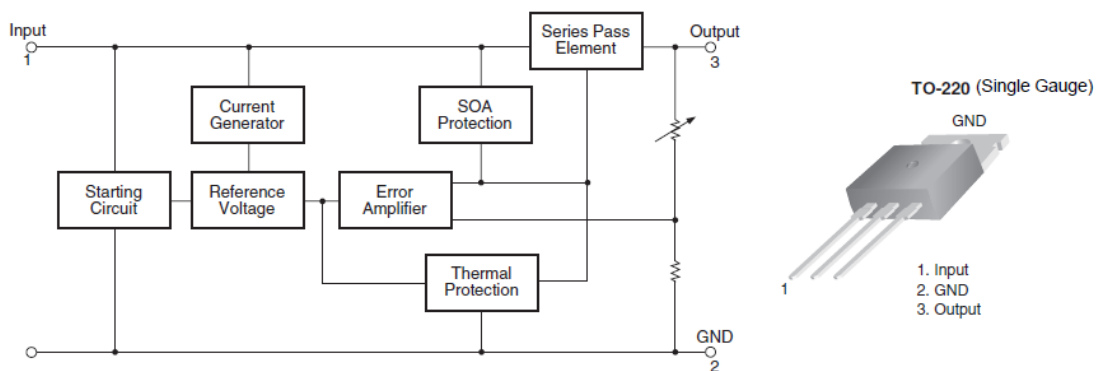 Input
1
Series Pass
Element
Output
3
Current
Generator
SOA
Protection
Starting
Circuit
Reference
Voltage
Error
Amplifier
Thermal
Protection
GND
2
TO-220 (Single Gauge)
GND
1
1. Input
2. GND
3. Output